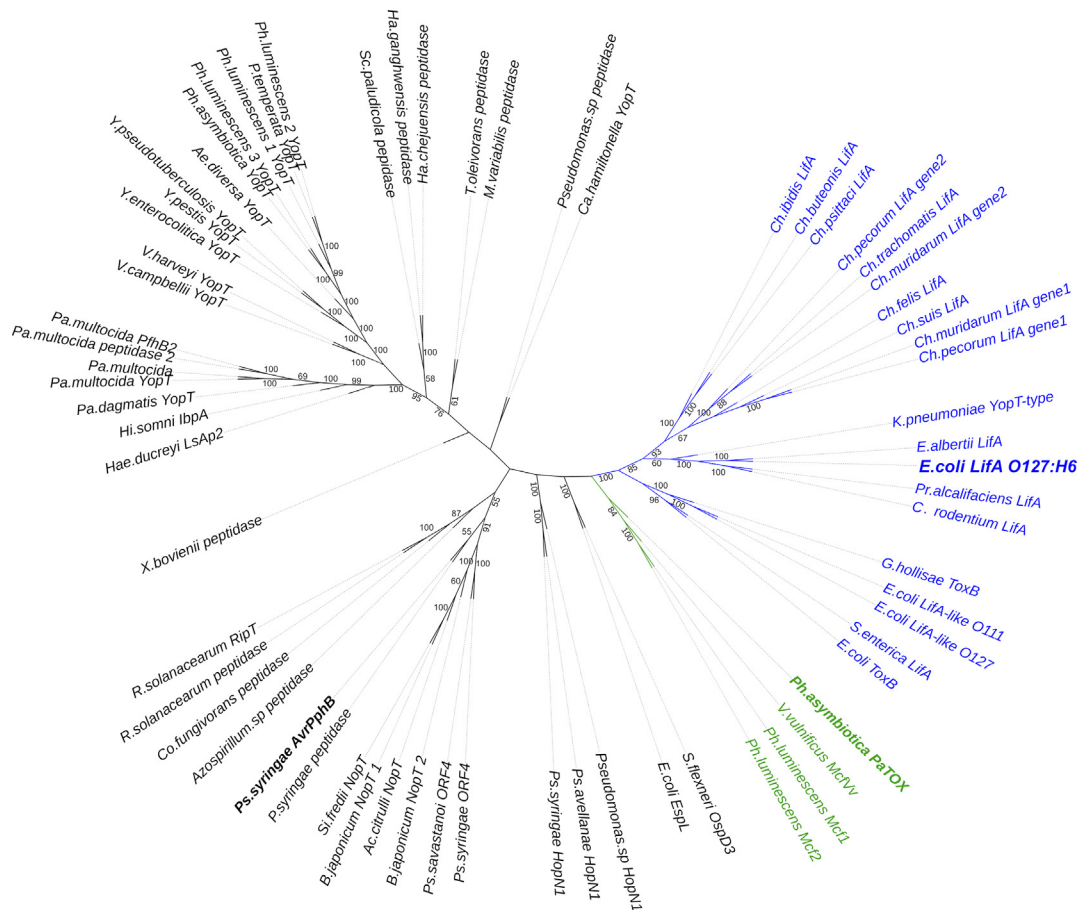 Ph.luminescens 2 YopT
P.temperata YopT
Ph.luminescens 1 YopT
Ph.luminescens 3 YopT
Ph.asymbiotica YopT
Ae.diversa YopT
Y.pseudotuberculosis YopT
Y.pestis YopT
Y.enterocolitica YopT
V.harveyi YopT
V.campbellii YopT
Pa.multocida PfhB2
Pa.multocida peptidase 2
Pa.multocida
Pa.multocida YopT
Pa.dagmatis YopT
Hi.somni IbpA
Hae.ducreyi LsAp2
X.bovienii peptidase
Sc.paludicola pepidase
Ha.ganghwensis peptidase
Ha.chejuensis peptidase
T.oleivorans peptidase
M.variabilis peptidase
Pseudomonas.sp peptidase
Ca.hamiltonella YopT
Ch.ibidis LifA
Ch.buteonis LifA
Ch.psittaci LifA
Ch.pecorum LifA gene2
Ch.trachomatis LifA
Ch.muridarum LifA gene2
Ch.felis LifA
Ch.suis LifA
Ch.muridarum LifA gene1
Ch.pecorum LifA gene1
K.pneumoniae YopT-type
E.albertii LifA
E.coli LifA O127:H6
Pr.alcalifaciens LifA
C. rodentium LifA
G.hollisae ToxB
E.coli LifA-like O111
E.coli LifA-like O127
S.enterica LifA
E.coli ToxB
Ph.asymbiotica PaTOX
V.vulnificus McfVv
Ph.luminescens Mcf1
Ph.luminescens Mcf2
S.flexneri OspD3
E.coli EspL
Pseudomonas.sp HopN1
Ps.avellanae HopN1
Ps.syringae HopN1
Ps.syringae ORF4
Ps.savastanoi ORF4
B.japonicum NopT 2
Ac.citrulli NopT
B.japonicum NopT 1
Si.fredii NopT
P.syringae peptidase
Ps.syringae AvrPphB
Azospirillum.sp peptidase
Co.fungivorans peptidase
R.solanacearum peptidase
R.solanacearum RipT
100
99
100
100
100
100
100
100
100
100
100
69
100
99
100
95
58
100
76
61
100
100
100
88
100
67
93
60
100
100
100
85
100
100
96
100
84
100
100
100
100
55
87
100
55
91
100
100
60
100